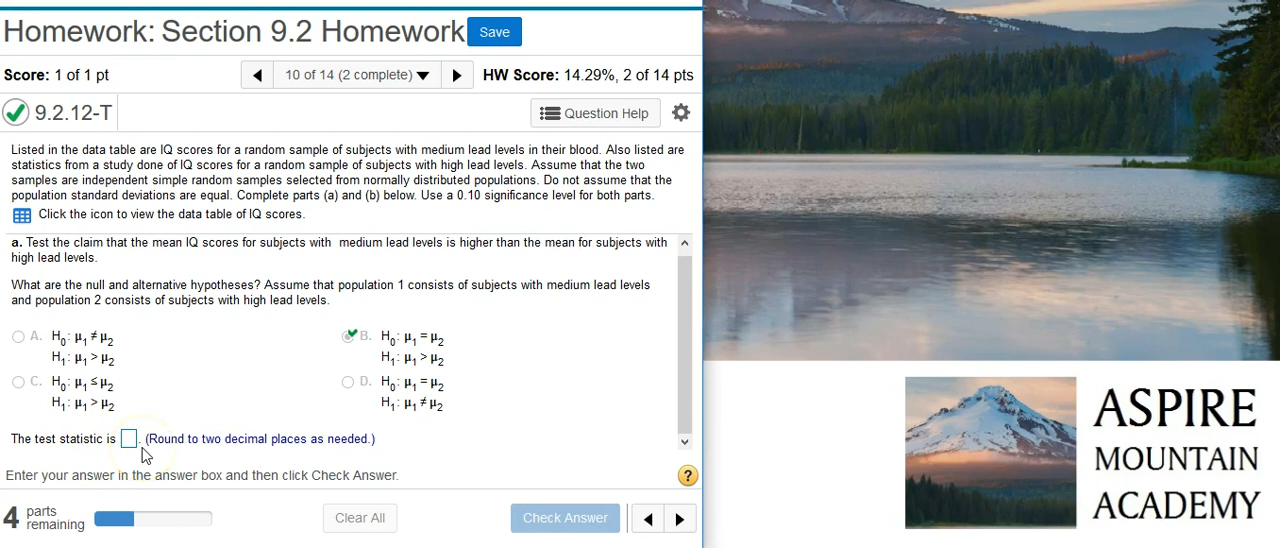 Homework: Section 9.2 Homework Save
Score: 1 of 1 pt 10 of 14 (2 complete) HW Score: 14.29%, 2 of 14 pts
9.2.12-T Question Help
Listed in the data table are IQ scores for a random sample of subjects with medium lead levels in their blood. Also listed are
statistics from a study done of IQ scores for a random sample of subjects with high lead levels. Assume that the two
samples are independent simple random samples selected from normally distributed populations. Do not assume that the
population standard deviations are equal. Complete parts (a) and (b) below. Use a 0.10 significance level for both parts.
Click the icon to view the data table of IQ scores.
a. Test the claim that the mean IQ scores for subjects with medium lead levels is higher than the mean for subjects with
high lead levels.
What are the null and alternative hypotheses? Assume that population 1 consists of subjects with medium lead levels
and population 2 consists of subjects with high lead levels.
A. H₀: μ₁ ≠ μ₂ B. H₀: μ₁ = μ₂
H₁: μ₁ > μ₂ H₁: μ₁ > μ₂
C. H₀: μ₁ ≤ μ₂ D. H₀: μ₁ = μ₂
H₁: μ₁ > μ₂ H₁: μ₁ ≠ μ₂
The test statistic is . (Round to two decimal places as needed.)
Enter your answer in the answer box and then click Check Answer. ?
4 parts
remaining
Clear All Check Answer
ASPIRE
MOUNTAIN
ACADEMY